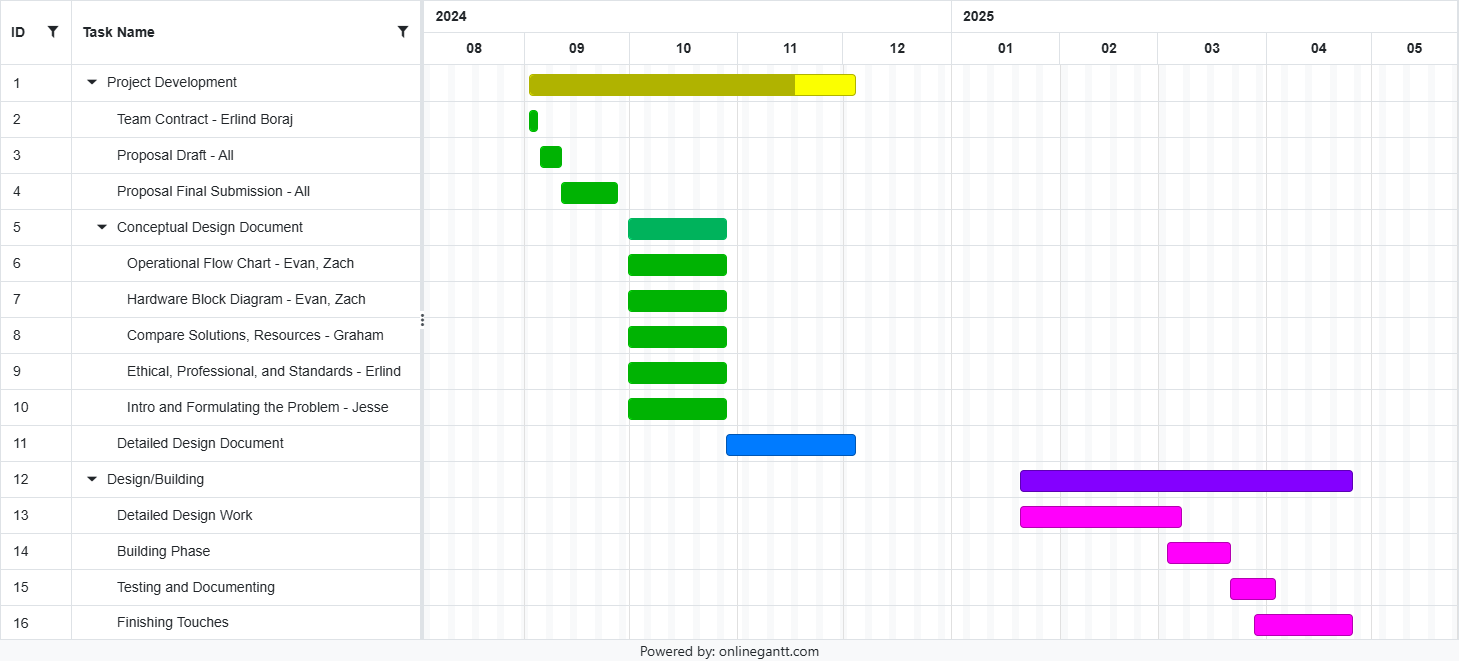 ID Task Name 2024 2025
08 09 10 11 12 01 02 03 04 05
1 Project Development
2 Team Contract - Erlind Boraj
3 Proposal Draft - All
4 Proposal Final Submission - All
5 Conceptual Design Document
6 Operational Flow Chart - Evan, Zach
7 Hardware Block Diagram - Evan, Zach
8 Compare Solutions, Resources - Graham
9 Ethical, Professional, and Standards - Erlind
10 Intro and Formulating the Problem - Jesse
11 Detailed Design Document
12 Design/Building
13 Detailed Design Work
14 Building Phase
15 Testing and Documenting
16 Finishing Touches
Powered by: onlinegantt.com